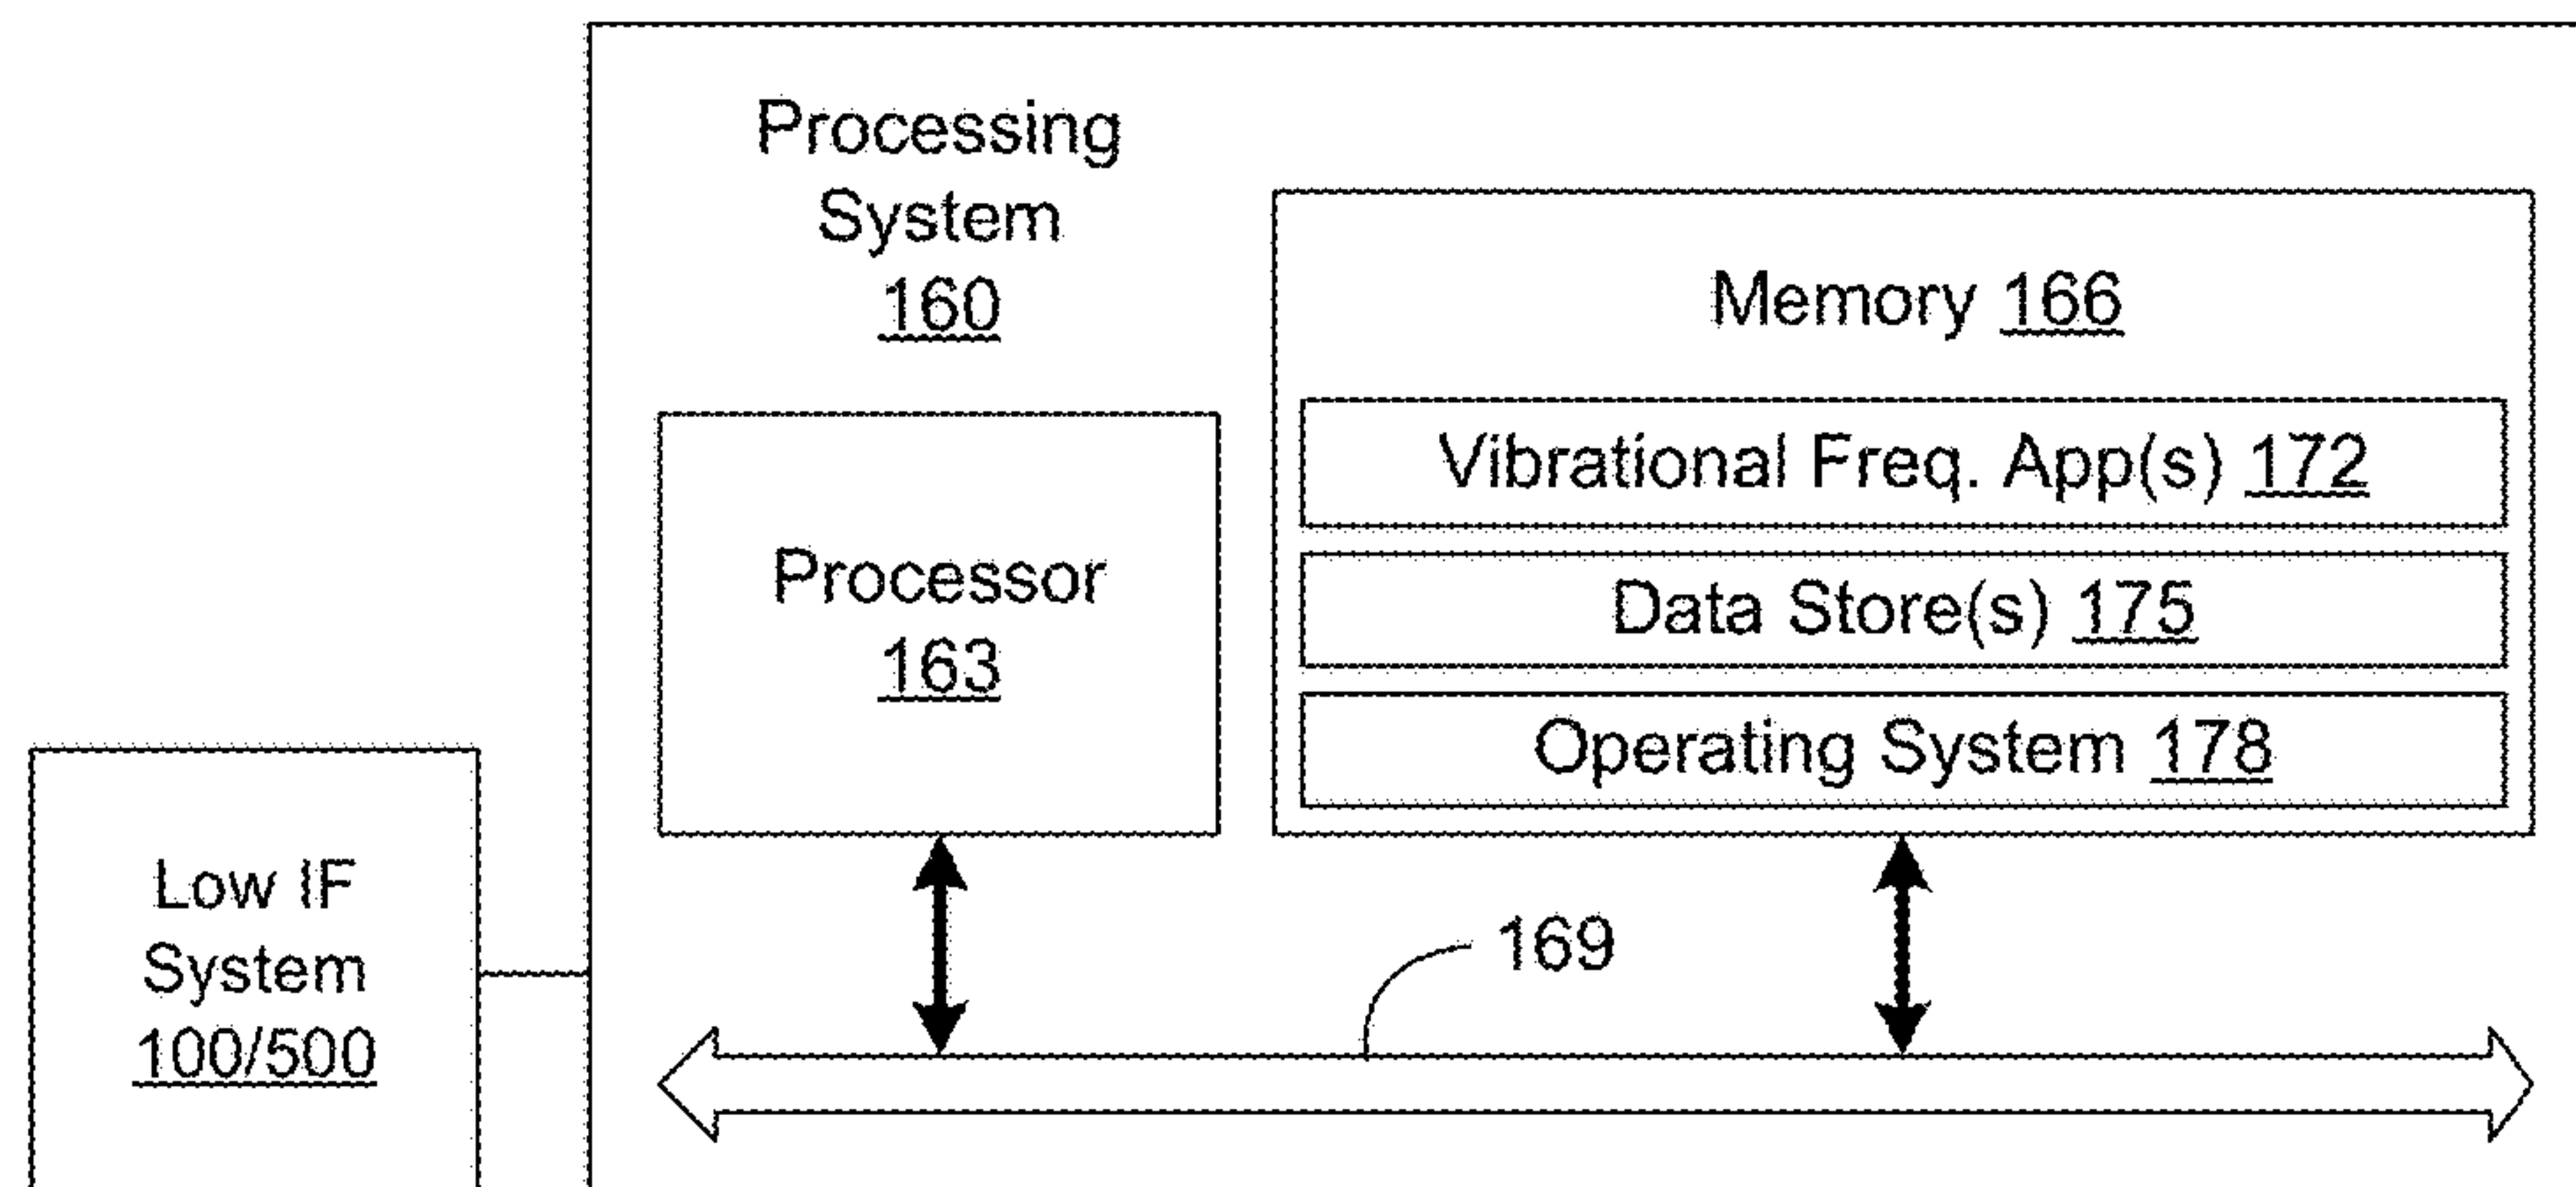 Processing
System
160
Memory 166
Vibrational Freq. App(s) 172
Data Store(s) 175
Operating System 178
Processor
163
Low IF
System
100/500
169